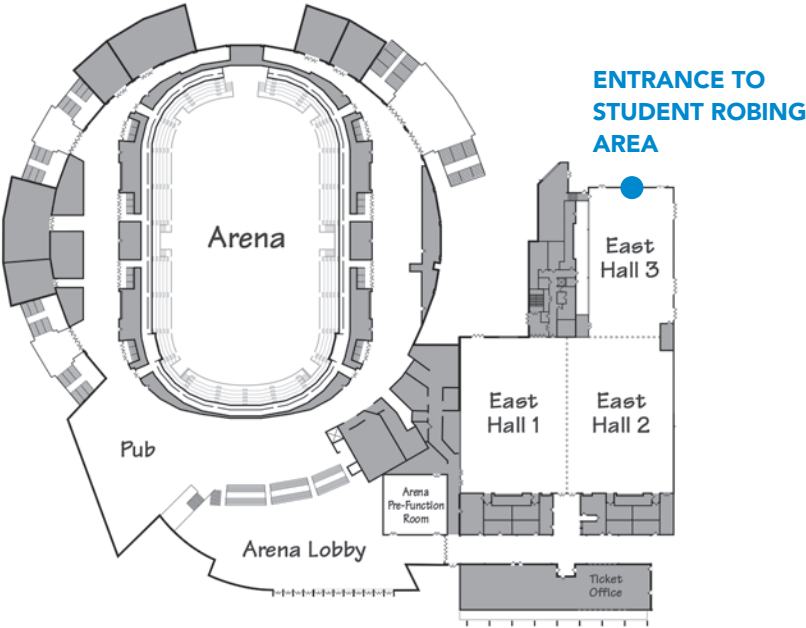 ENTRANCE TO
STUDENT ROBING
AREA
Arena
East
Hall 3
East
Hall 1
East
Hall 2
Pub
Arena
Pre-Function
Room
Arena Lobby
Ticket
Office